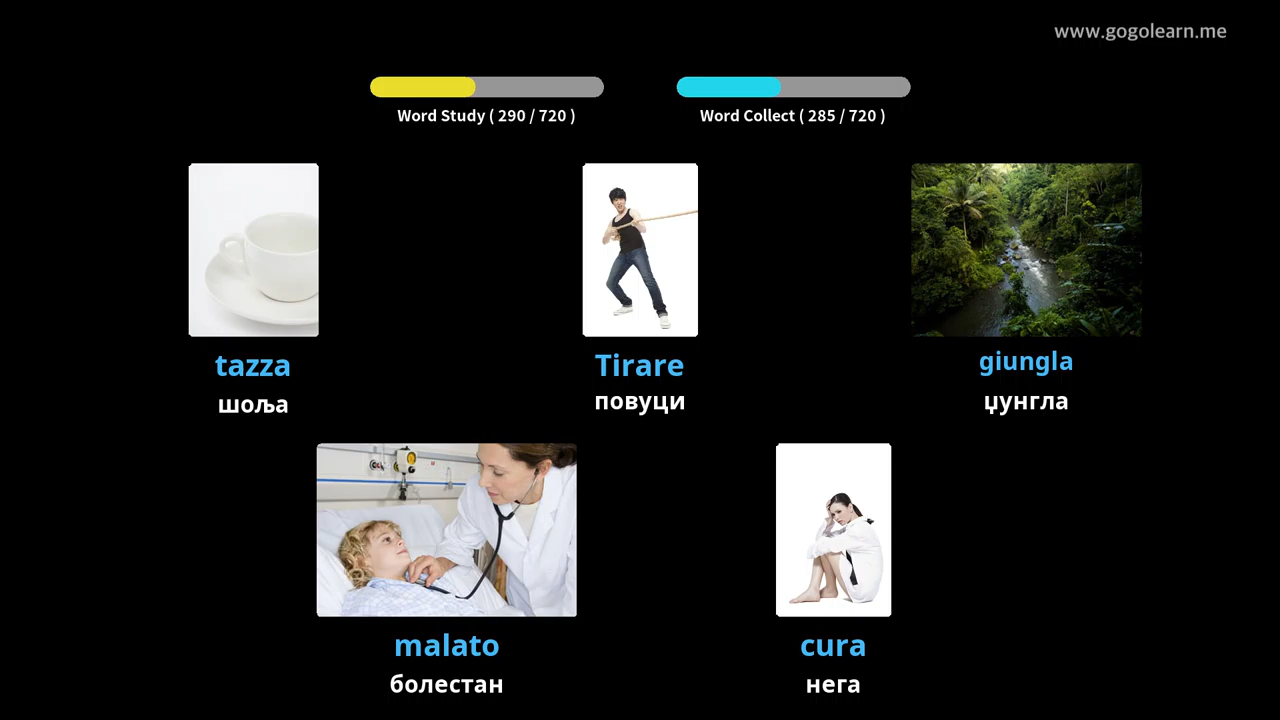 www.gogolearn.me
Word Study ( 290 / 720 )
Word Collect ( 285 / 720 )
tazza
шоља
Tirare
повуци
giungla
џунгла
malato
болестан
cura
нега